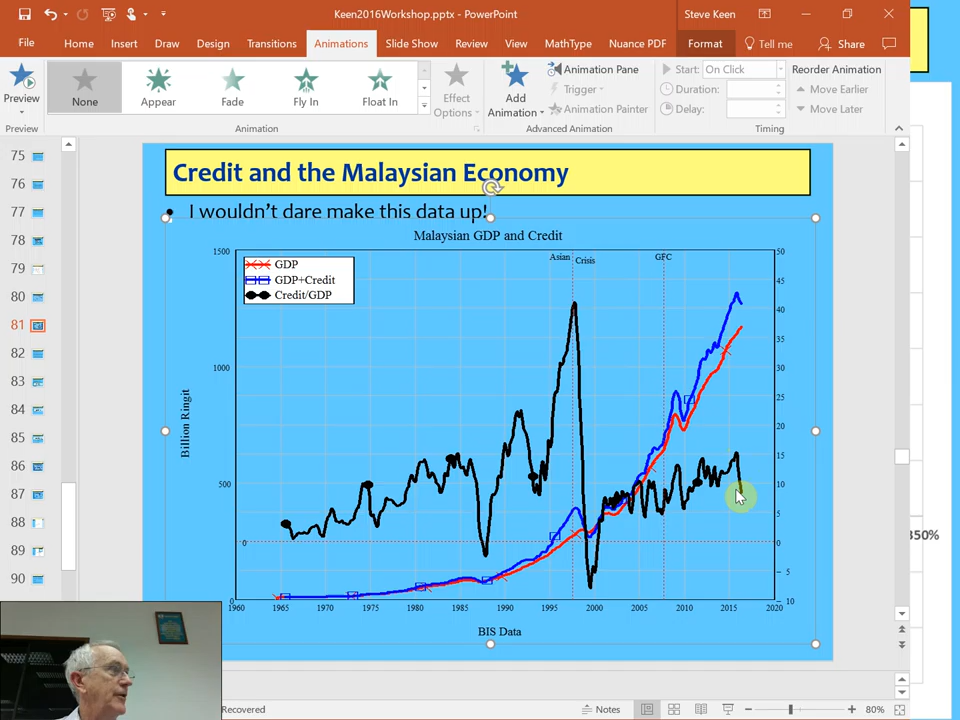 Keen2016Workshop.pptx - PowerPoint
Steve Keen
File Home Insert Draw Design Transitions Animations Slide Show Review View MathType Nuance PDF Format Tell me Share
Preview
None
Appear
Fade
Fly In
Float In
Effect
Options
Add
Animation
Animation Pane
Trigger
Animation Painter
Start: On Click
Duration:
Delay:
Reorder Animation
Move Earlier
Move Later
Preview
Animation
Advanced Animation
Timing
75
76
77
78
79
80
81
82
83
84
85
86
87
88
89
90
Credit and the Malaysian Economy
• I wouldn't dare make this data up!
Malaysian GDP and Credit
GDP
GDP+Credit
Credit/GDP
Asian Crisis
GFC
Billion Ringit
1500
1000
500
0
0
50
45
40
35
30
25
20
15
10
5
0
- 5
- 10
1960 1965 1970 1975 1980 1985 1990 1995 2000 2005 2010 2015 2020
BIS Data
350%
Recovered
Notes
80%